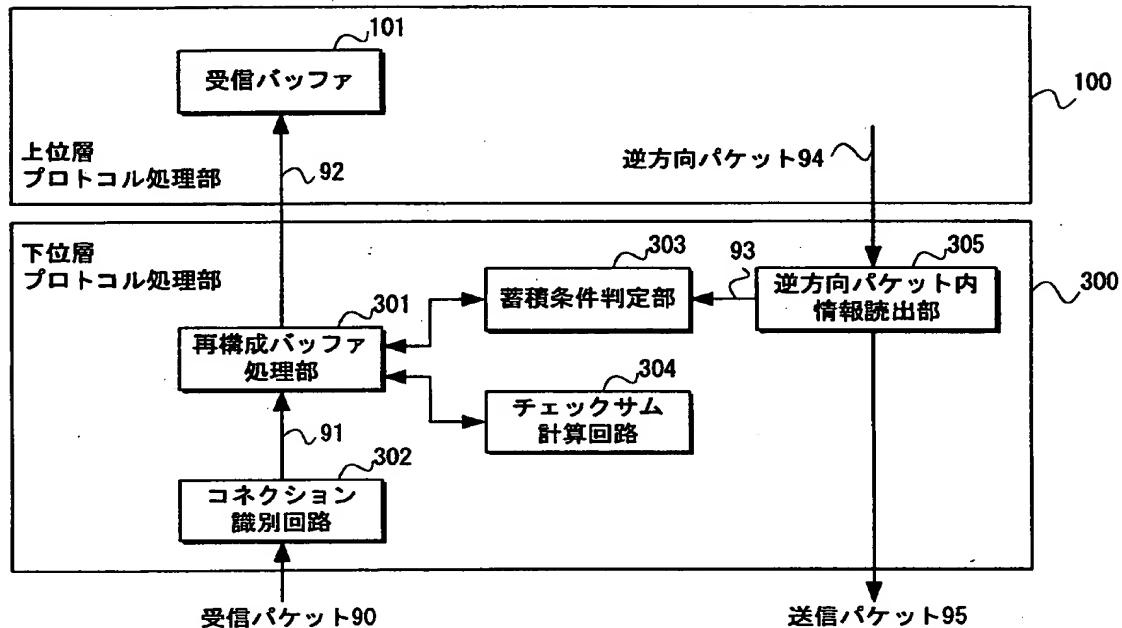 101
受信バッファ
100
上位層
プロトコル処理部
92
逆方向パケット94
下位層
プロトコル処理部
303
蓄積条件判定部
93
305
逆方向パケット内
情報読出部
300
301
再構成バッファ
処理部
304
チェックサム
計算回路
91
302
コネクション
識別回路
受信パケット90
送信パケット95